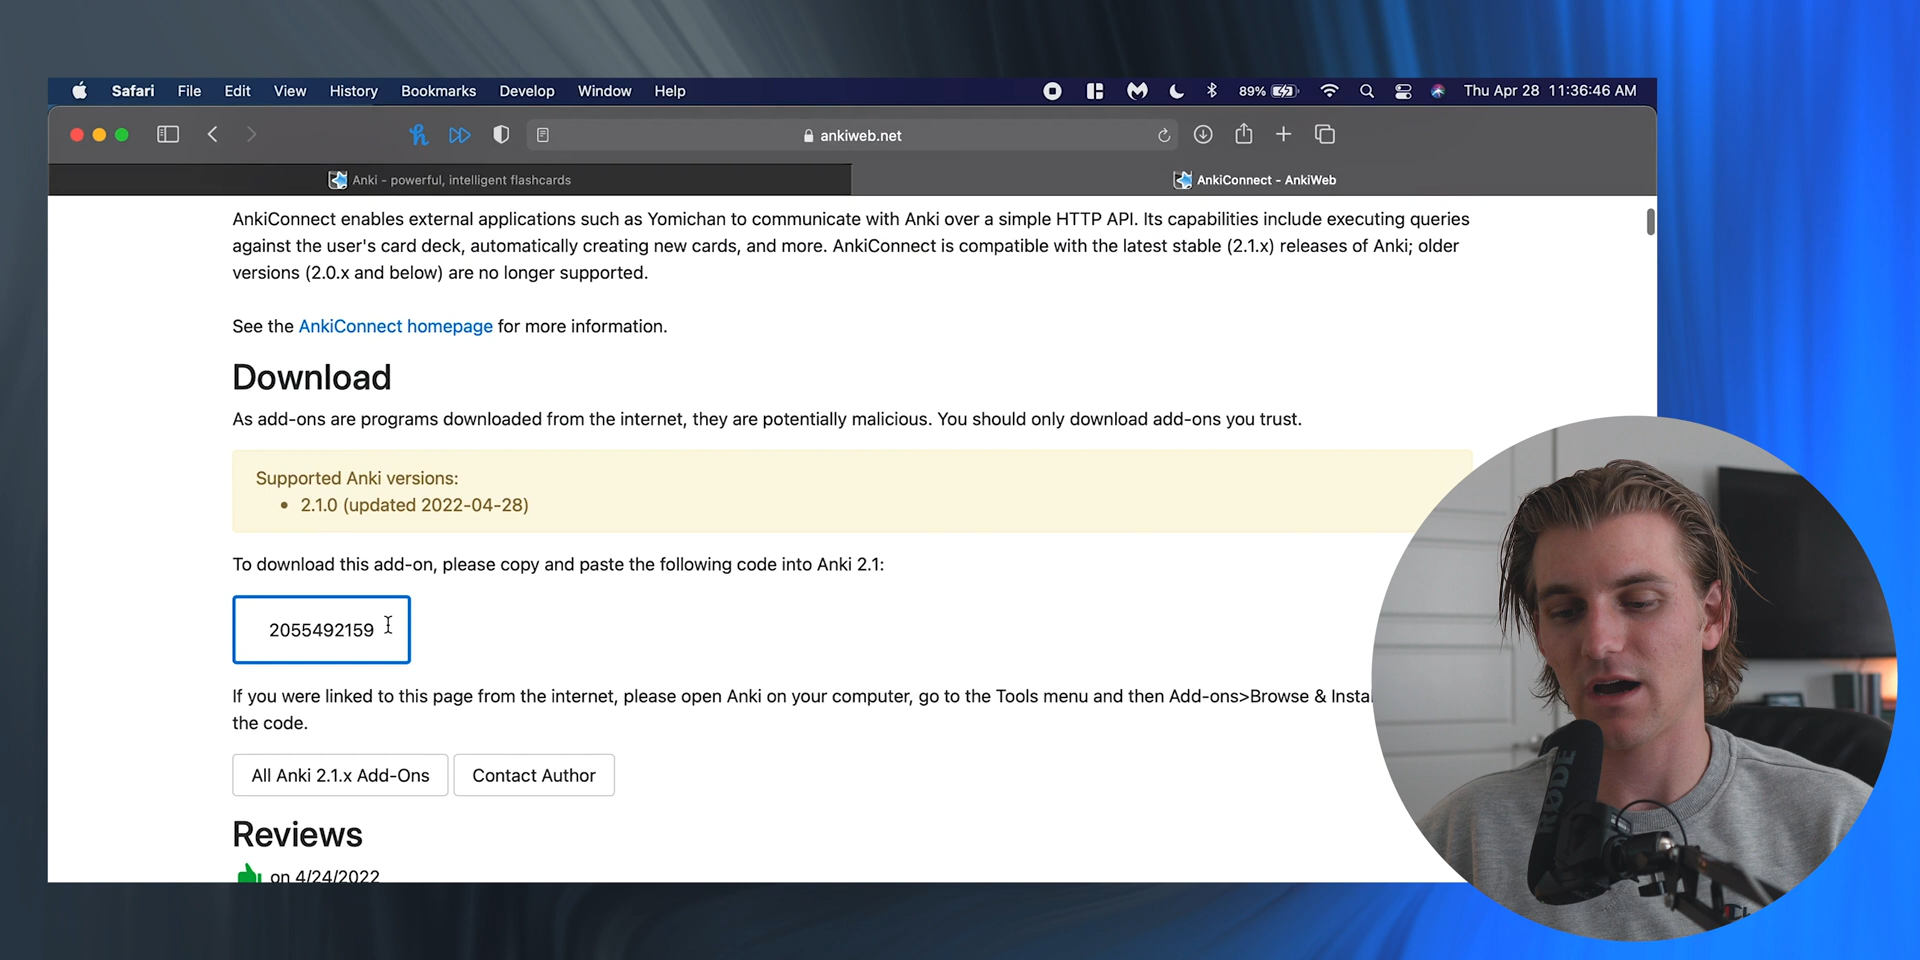 Safari File Edit View History Bookmarks Develop Window Help 89% Thu Apr 28 11:36:46 AM
ankiweb.net
Anki - powerful, intelligent flashcards
AnkiConnect - AnkiWeb
AnkiConnect enables external applications such as Yomichan to communicate with Anki over a simple HTTP API. Its capabilities include executing queries
against the user's card deck, automatically creating new cards, and more. AnkiConnect is compatible with the latest stable (2.1.x) releases of Anki; older
versions (2.0.x and below) are no longer supported.
See the AnkiConnect homepage for more information.
Download
As add-ons are programs downloaded from the internet, they are potentially malicious. You should only download add-ons you trust.
Supported Anki versions:
• 2.1.0 (updated 2022-04-28)
To download this add-on, please copy and paste the following code into Anki 2.1:
2055492159
If you were linked to this page from the internet, please open Anki on your computer, go to the Tools menu and then Add-ons>Browse & Insta
the code.
All Anki 2.1.x Add-Ons
Contact Author
Reviews
on 4/24/2022
RØDE